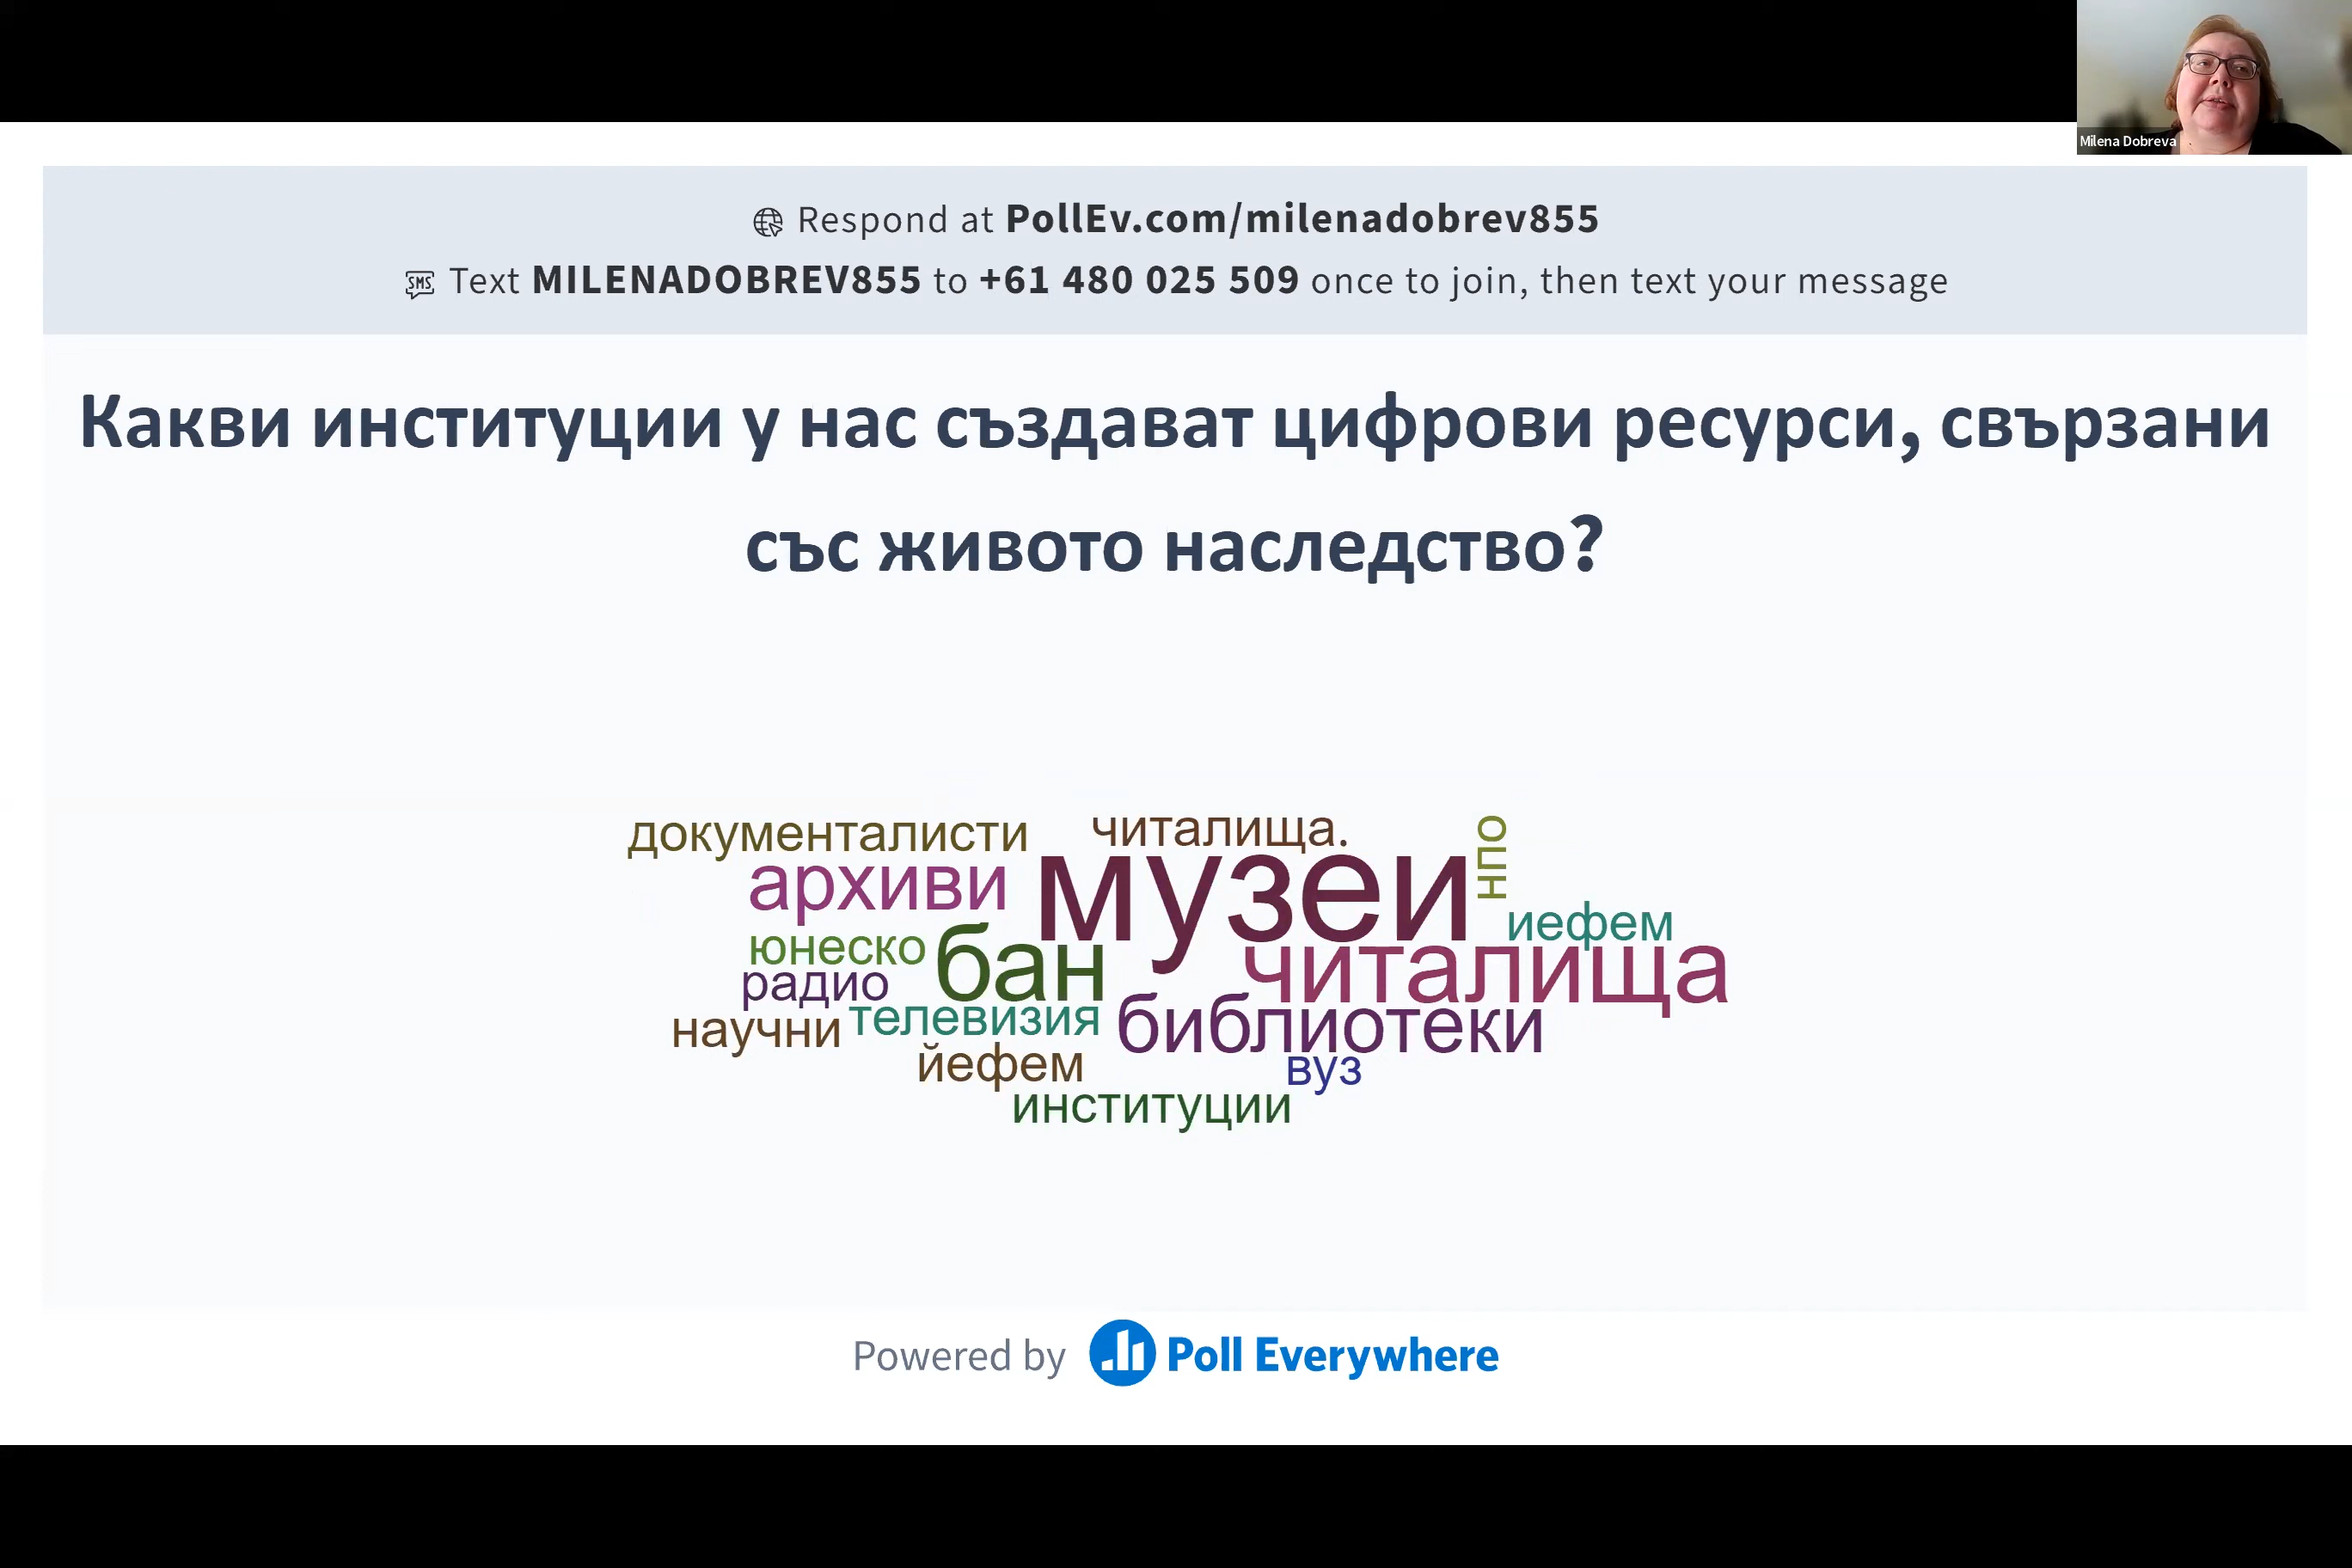 Milena Dobreva
Respond at PollEv.com/milenadobrev855
SMS Text MILENADOBREV855 to +61 480 025 509 once to join, then text your message
Какви институции у нас създават цифрови ресурси, свързани
със живото наследство?
документалисти
читалища.
нпо
архиви
музеи
иефем
юнеско
бан
читалища
радио
телевизия
библиотеки
научни
йефем
вуз
институции
Powered by Poll Everywhere